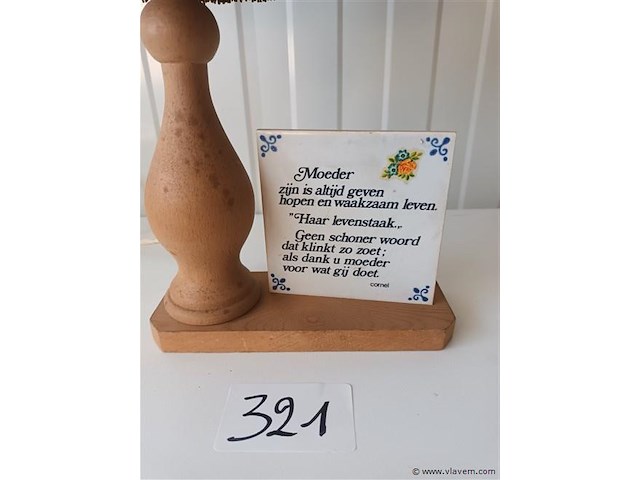 Moeder
zijn is altijd geven
hopen en waakzaam leven.
"Haar levenstaak.,,
Geen schoner woord
dat klinkt zo zoet;
als dank u moeder
voor wat gij doet.
cornel
321
© www.vlavem.com